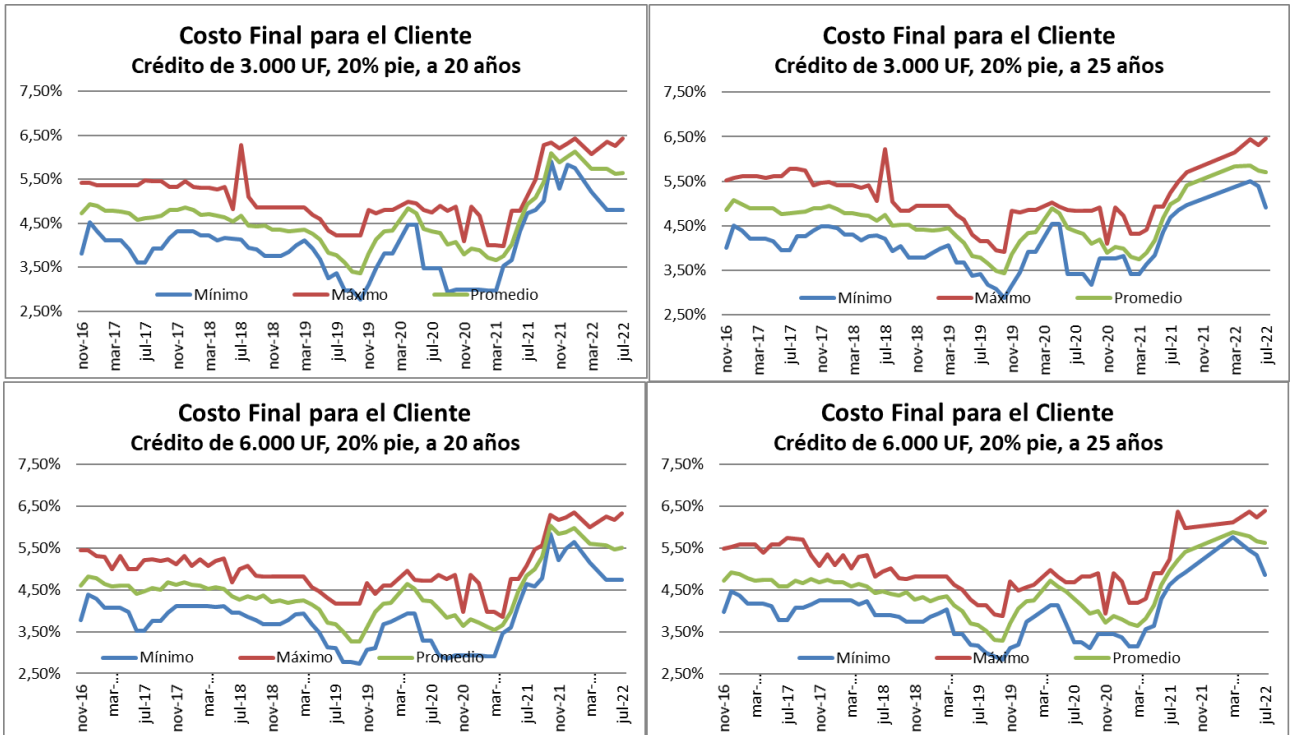 Costo Final para el Cliente
Crédito de 3.000 UF, 20% pie, a 20 años
7,50%
6,50%
5,50%
4,50%
3,50%
2,50%
Mínimo Máximo Promedio
nov-16 mar-17 jul-17 nov-17 mar-18 jul-18 nov-18 mar-19 jul-19 nov-19 mar-20 jul-20 nov-20 mar-21 jul-21 nov-21 mar-22 jul-22
Costo Final para el Cliente
Crédito de 3.000 UF, 20% pie, a 25 años
7,50%
6,50%
5,50%
4,50%
3,50%
2,50%
Mínimo Máximo Promedio
nov-16 mar-17 jul-17 nov-17 mar-18 jul-18 nov-18 mar-19 jul-19 nov-19 mar-20 jul-20 nov-20 mar-21 jul-21 nov-21 mar-22 jul-22
Costo Final para el Cliente
Crédito de 6.000 UF, 20% pie, a 20 años
7,50%
6,50%
5,50%
4,50%
3,50%
2,50%
Mínimo Máximo Promedio
nov-16 mar-... jul-17 nov-17 mar-... jul-18 nov-18 mar-... jul-19 nov-19 mar-... jul-20 nov-20 mar-... jul-21 nov-21 mar-... jul-22
Costo Final para el Cliente
Crédito de 6.000 UF, 20% pie, a 25 años
7,50%
6,50%
5,50%
4,50%
3,50%
2,50%
Mínimo Máximo Promedio
nov-16 mar-... jul-17 nov-17 mar-... jul-18 nov-18 mar-... jul-19 nov-19 mar-... jul-20 nov-20 mar-... jul-21 nov-21 mar-... jul-22